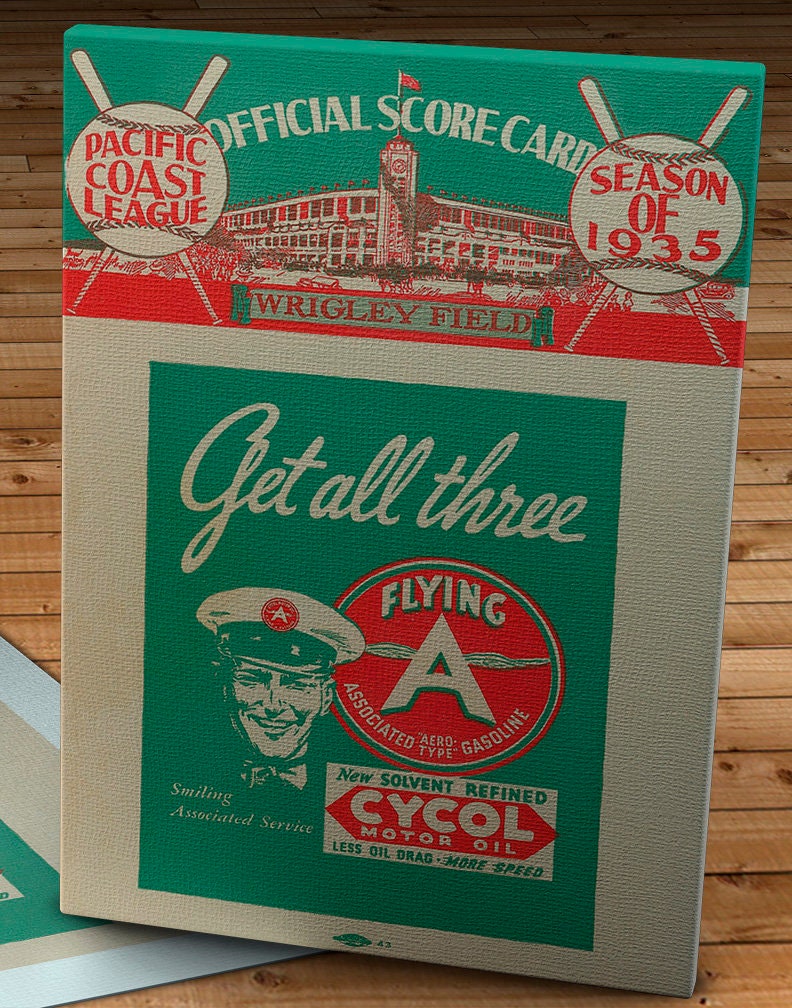 OFFICIAL SCORE CARD
PACIFIC
COAST
LEAGUE
SEASON
OF
1935
WRIGLEY FIELD
Get all three
A
FLYING
A
ASSOCIATED "AERO-TYPE" GASOLINE
Smiling
Associated Service
New SOLVENT REFINED
CYCOL
MOTOR OIL
LESS OIL DRAG · MORE SPEED
43